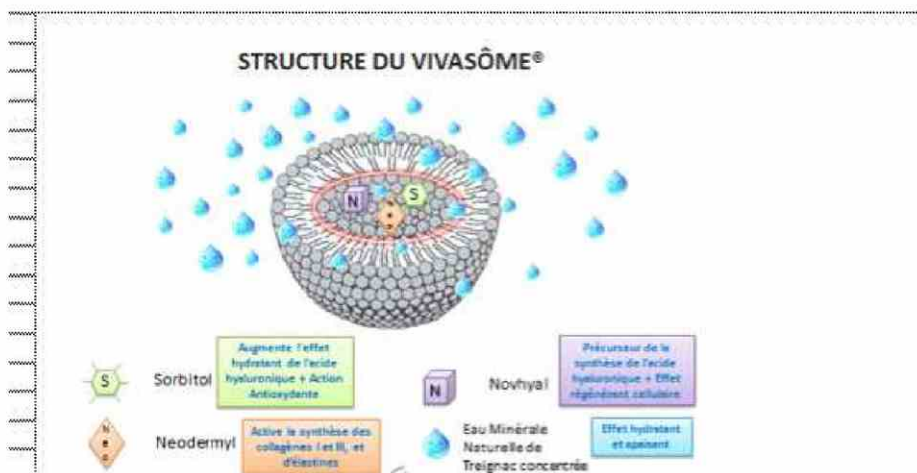 STRUCTURE DU VIVASÔME®
N
S
N
e
o
S
Sorbitol
Augmente l'effet
hydratant de l'acide
hyaluronique + Action
Antioxydante
N
Novhyal
Précurseur de la
synthèse de l'acide
hyaluronique + Effet
régénérant cellulaire
N
e
o
Neodermyl
Active la synthèse des
collagènes I et III, et
d'élastines
Eau Minérale
Naturelle de
Treignac concentrée
Effet hydratant
et apaisant